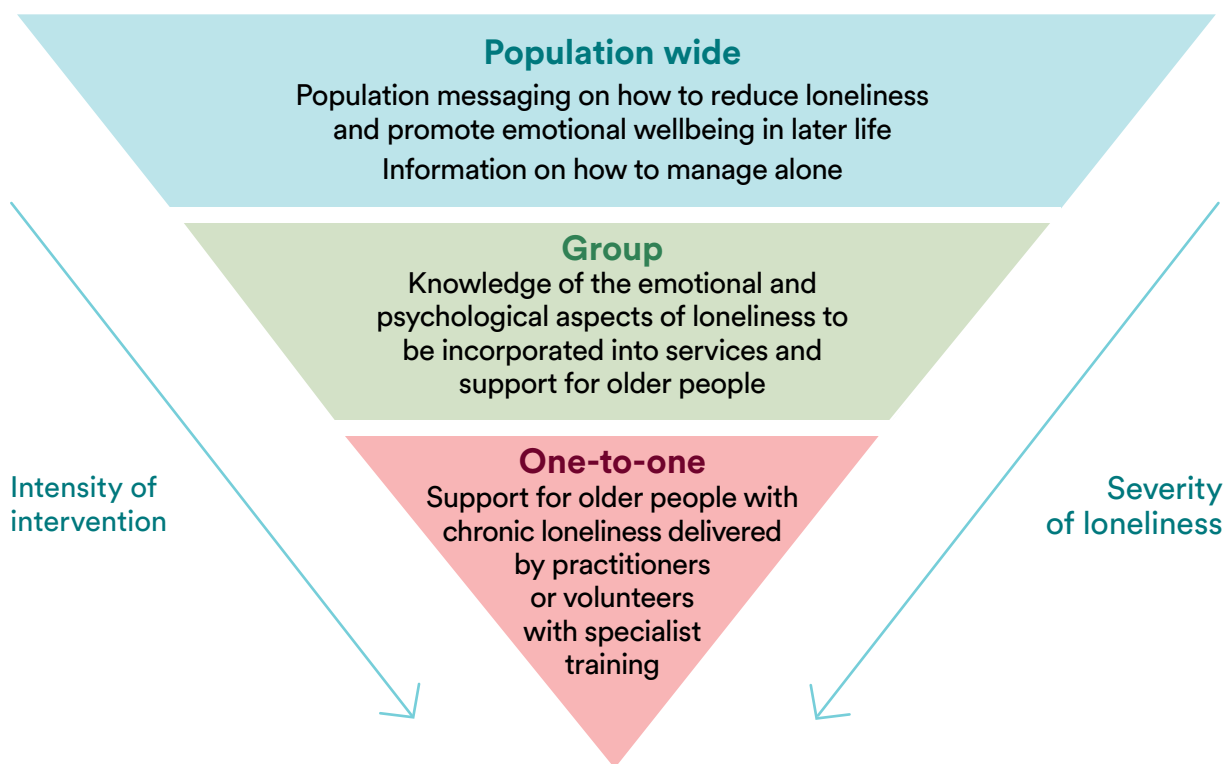 Population wide
Population messaging on how to reduce loneliness
and promote emotional wellbeing in later life
Information on how to manage alone
Group
Knowledge of the emotional and
psychological aspects of loneliness to
be incorporated into services and
support for older people
One-to-one
Support for older people with
chronic loneliness delivered
by practitioners
or volunteers
with specialist
training
Intensity of
intervention
Severity
of loneliness